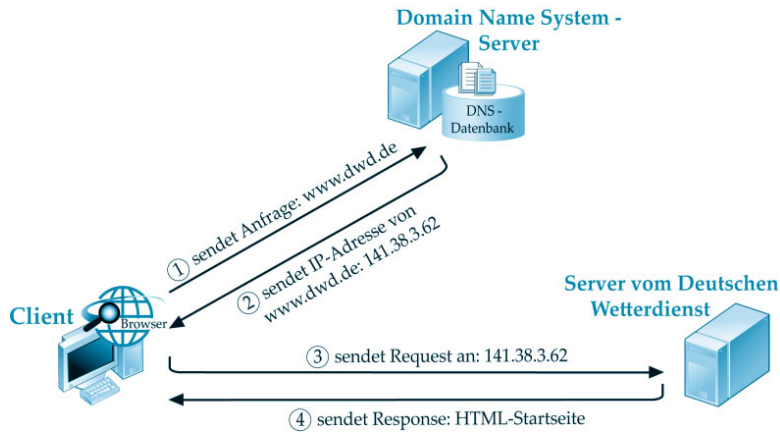 Domain Name System -
Server
DNS -
Datenbank
① sendet Anfrage: www.dwd.de
② sendet IP-Adresse von
www.dwd.de: 141.38.3.62
Client
Browser
Server vom Deutschen
Wetterdienst
③ sendet Request an: 141.38.3.62
④ sendet Response: HTML-Startseite